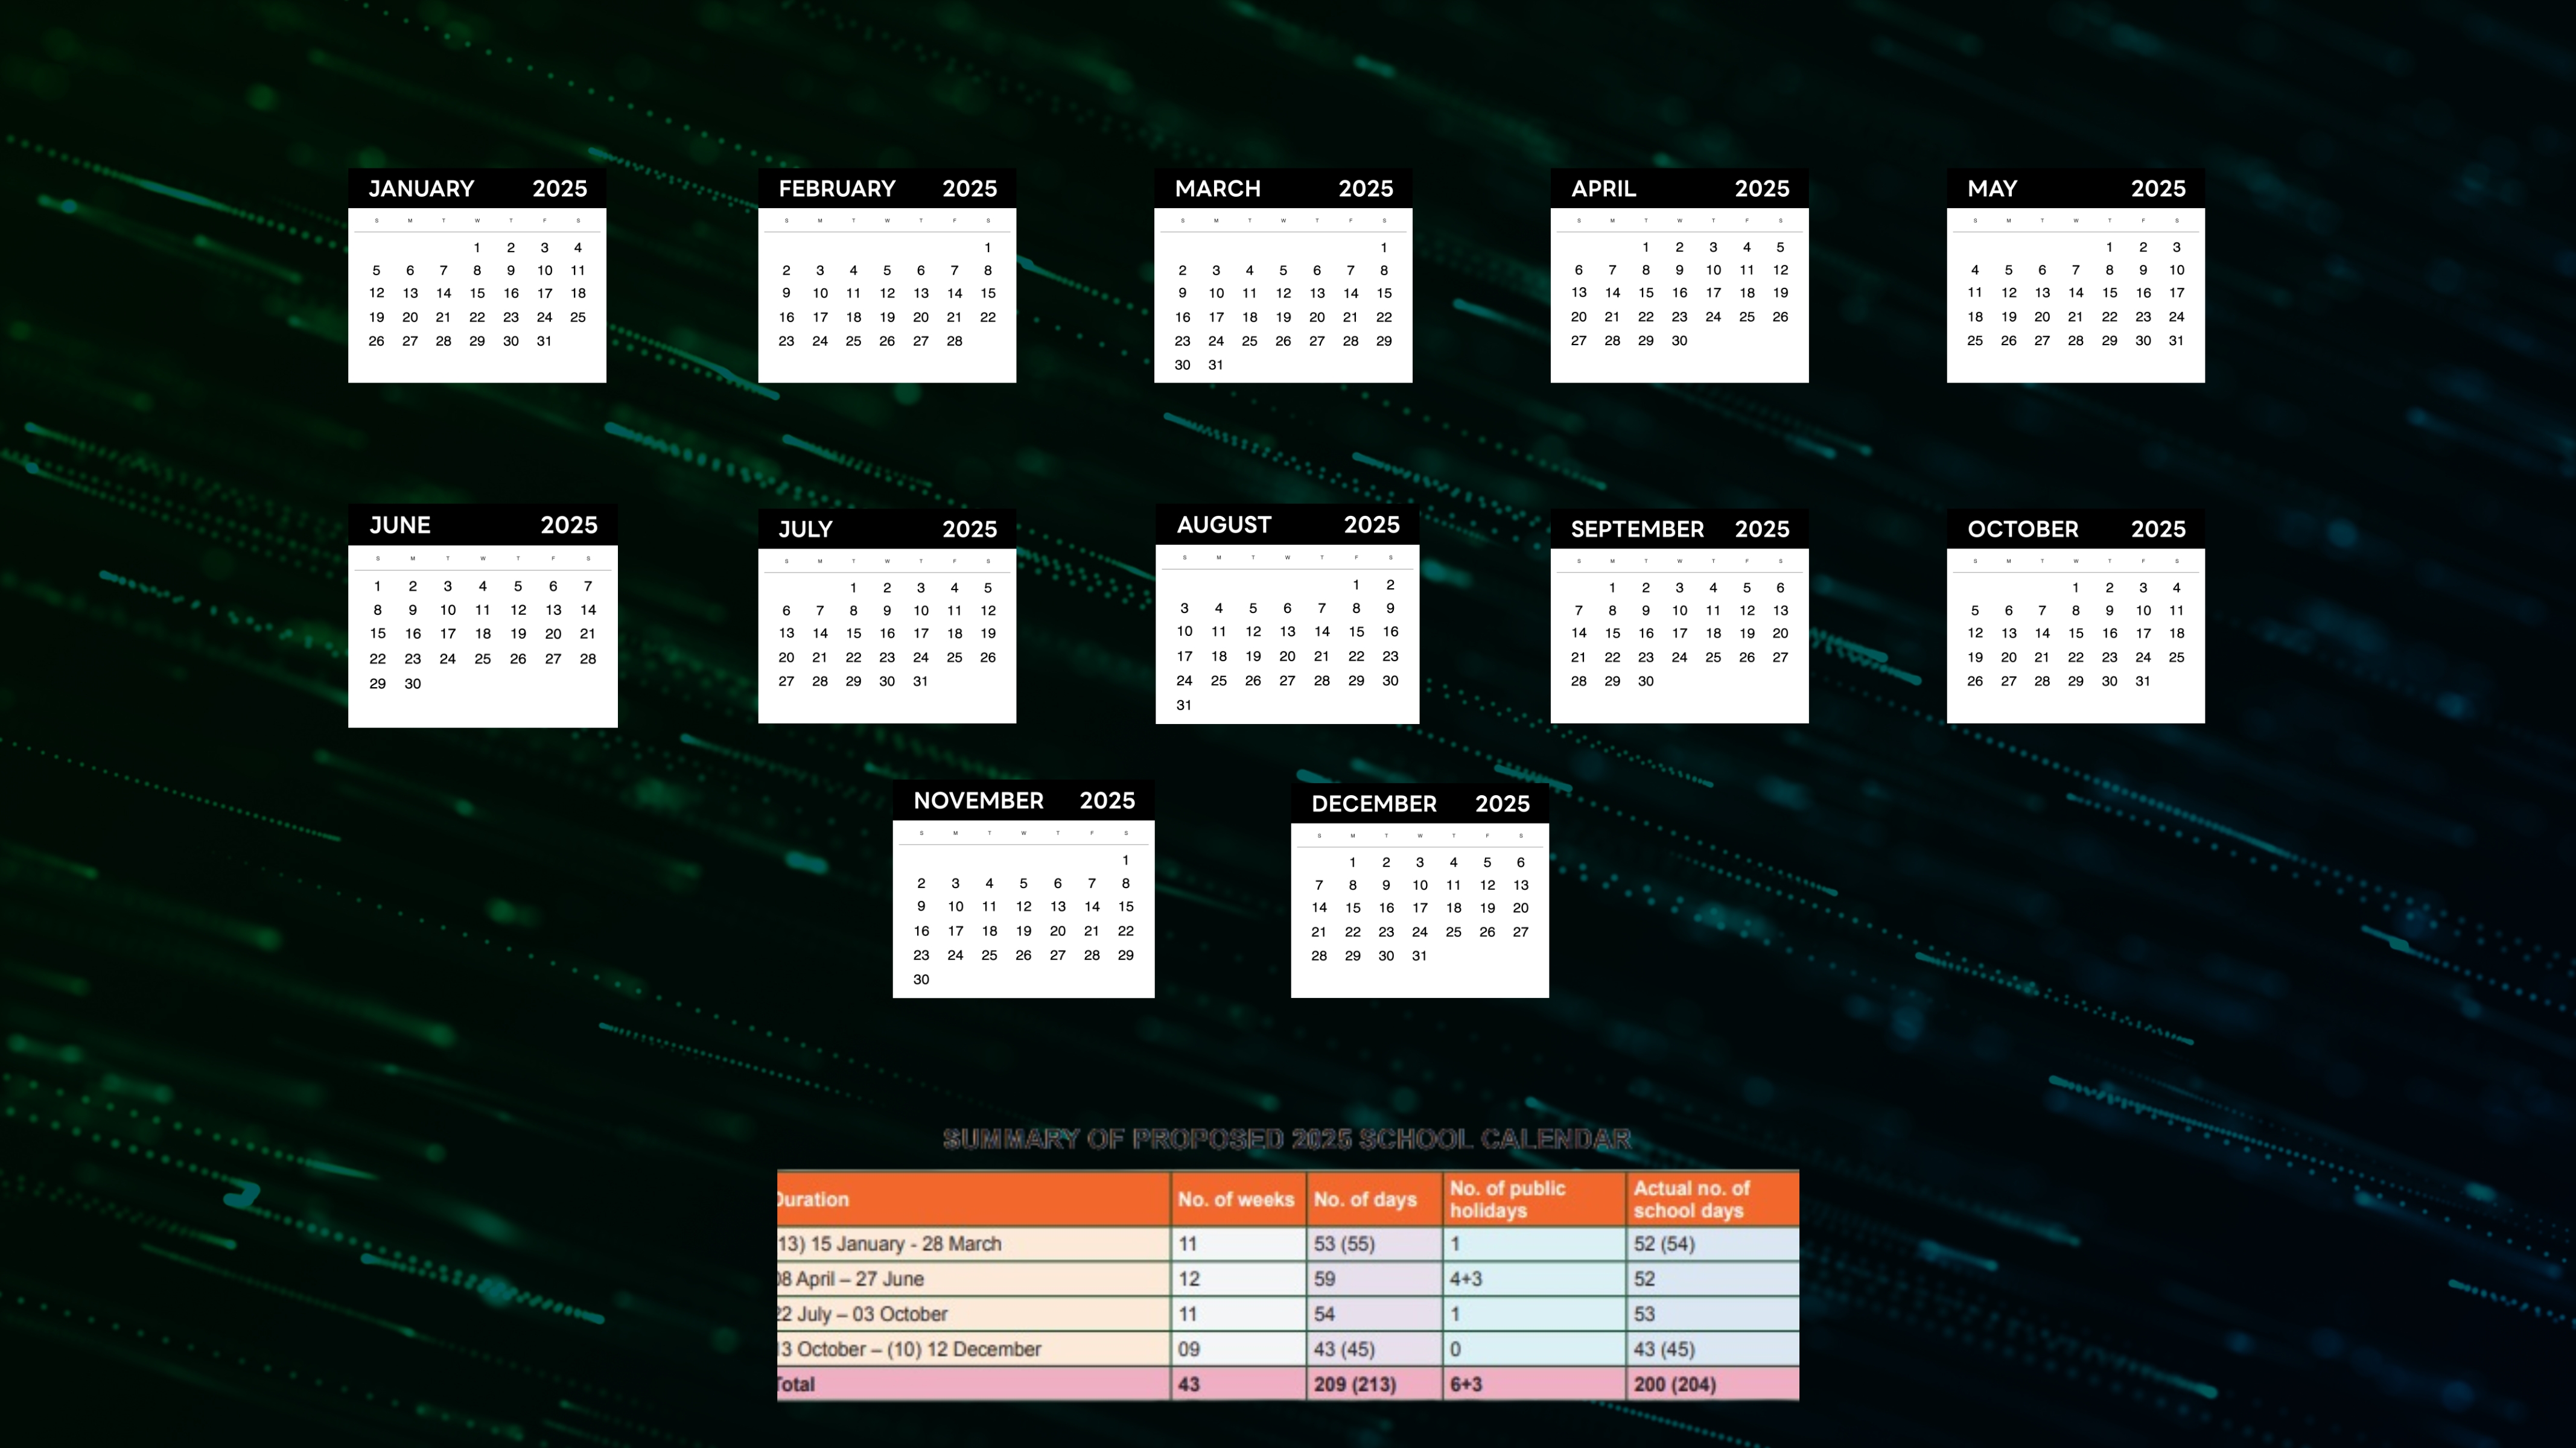 JANUARY 2025
S M T W T F S
1 2 3 4
5 6 7 8 9 10 11
12 13 14 15 16 17 18
19 20 21 22 23 24 25
26 27 28 29 30 31
FEBRUARY 2025
S M T W T F S
1
2 3 4 5 6 7 8
9 10 11 12 13 14 15
16 17 18 19 20 21 22
23 24 25 26 27 28
MARCH 2025
S M T W T F S
1
2 3 4 5 6 7 8
9 10 11 12 13 14 15
16 17 18 19 20 21 22
23 24 25 26 27 28 29
30 31
APRIL 2025
S M T W T F S
1 2 3 4 5
6 7 8 9 10 11 12
13 14 15 16 17 18 19
20 21 22 23 24 25 26
27 28 29 30
MAY 2025
S M T W T F S
1 2 3
4 5 6 7 8 9 10
11 12 13 14 15 16 17
18 19 20 21 22 23 24
25 26 27 28 29 30 31
JUNE 2025
S M T W T F S
1 2 3 4 5 6 7
8 9 10 11 12 13 14
15 16 17 18 19 20 21
22 23 24 25 26 27 28
29 30
JULY 2025
S M T W T F S
1 2 3 4 5
6 7 8 9 10 11 12
13 14 15 16 17 18 19
20 21 22 23 24 25 26
27 28 29 30 31
AUGUST 2025
S M T W T F S
1 2
3 4 5 6 7 8 9
10 11 12 13 14 15 16
17 18 19 20 21 22 23
24 25 26 27 28 29 30
31
SEPTEMBER 2025
S M T W T F S
1 2 3 4 5 6
7 8 9 10 11 12 13
14 15 16 17 18 19 20
21 22 23 24 25 26 27
28 29 30
OCTOBER 2025
S M T W T F S
1 2 3 4
5 6 7 8 9 10 11
12 13 14 15 16 17 18
19 20 21 22 23 24 25
26 27 28 29 30 31
NOVEMBER 2025
S M T W T F S
1
2 3 4 5 6 7 8
9 10 11 12 13 14 15
16 17 18 19 20 21 22
23 24 25 26 27 28 29
30
DECEMBER 2025
S M T W T F S
1 2 3 4 5 6
7 8 9 10 11 12 13
14 15 16 17 18 19 20
21 22 23 24 25 26 27
28 29 30 31
SUMMARY OF PROPOSED 2025 SCHOOL CALENDAR
Duration No. of weeks No. of days No. of public holidays Actual no. of school days
13) 15 January - 28 March 11 53 (55) 1 52 (54)
08 April – 27 June 12 59 4+3 52
22 July – 03 October 11 54 1 53
13 October – (10) 12 December 09 43 (45) 0 43 (45)
Total 43 209 (213) 6+3 200 (204)